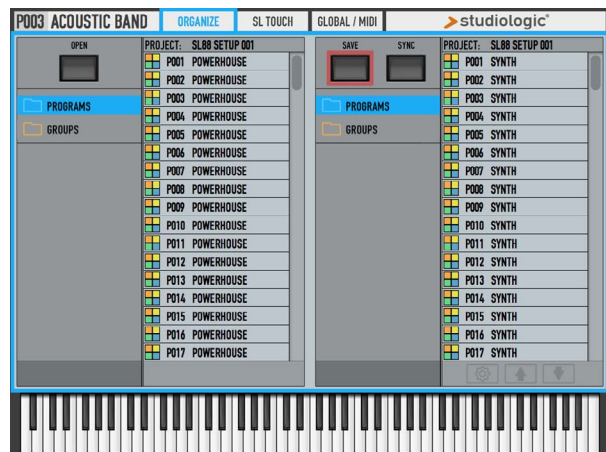 P003 ACOUSTIC BAND ORGANIZE SL TOUCH GLOBAL / MIDI studiologic®
OPEN
PROJECT: SL88 SETUP 001
P001 POWERHOUSE
P002 POWERHOUSE
P003 POWERHOUSE
P004 POWERHOUSE
P005 POWERHOUSE
P006 POWERHOUSE
P007 POWERHOUSE
P008 POWERHOUSE
P009 POWERHOUSE
P010 POWERHOUSE
P011 POWERHOUSE
P012 POWERHOUSE
P013 POWERHOUSE
P014 POWERHOUSE
P015 POWERHOUSE
P016 POWERHOUSE
P017 POWERHOUSE
PROGRAMS
GROUPS
SAVE SYNC
PROJECT: SL88 SETUP 001
P001 SYNTH
P002 SYNTH
P003 SYNTH
P004 SYNTH
P005 SYNTH
P006 SYNTH
P007 SYNTH
P008 SYNTH
P009 SYNTH
P010 SYNTH
P011 SYNTH
P012 SYNTH
P013 SYNTH
P014 SYNTH
P015 SYNTH
P016 SYNTH
P017 SYNTH
PROGRAMS
GROUPS